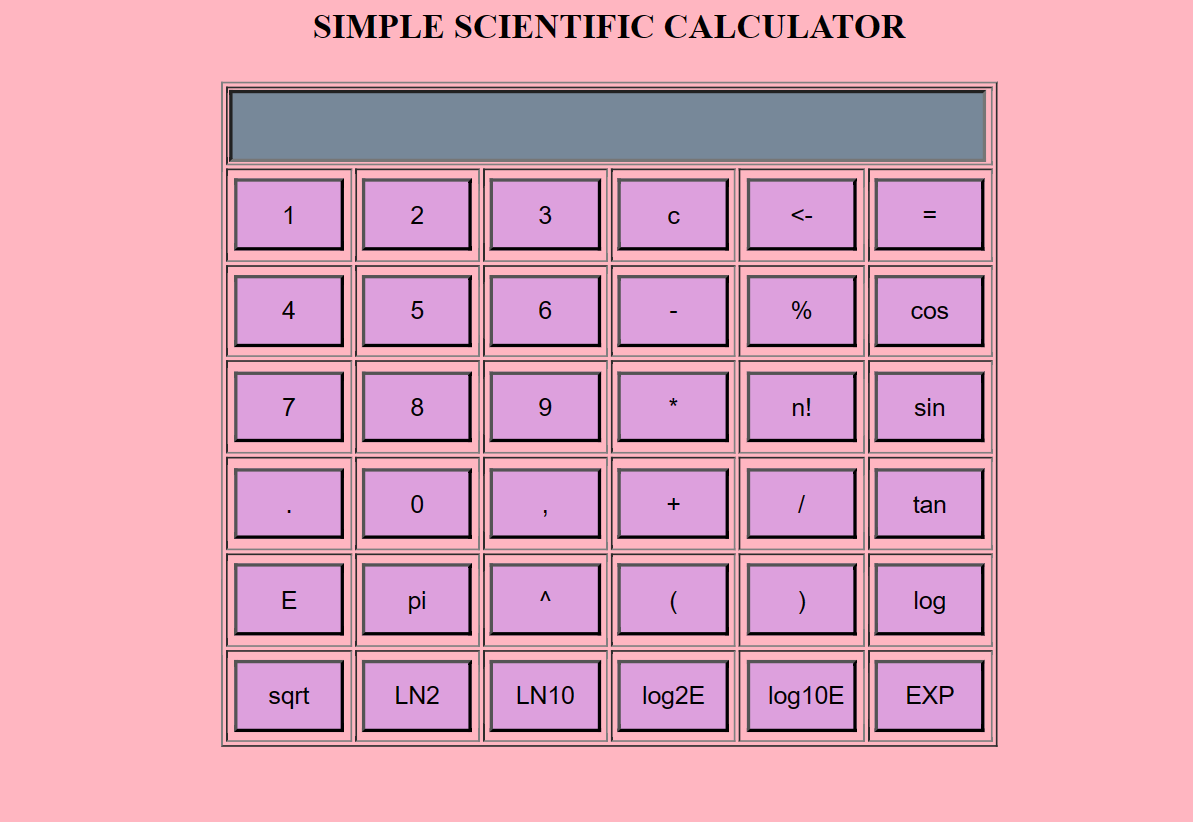 SIMPLE SCIENTIFIC CALCULATOR
1 2 3 c <- =
4 5 6 - % cos
7 8 9 * n! sin
. 0 , + / tan
E pi ^ ( ) log
sqrt LN2 LN10 log2E log10E EXP